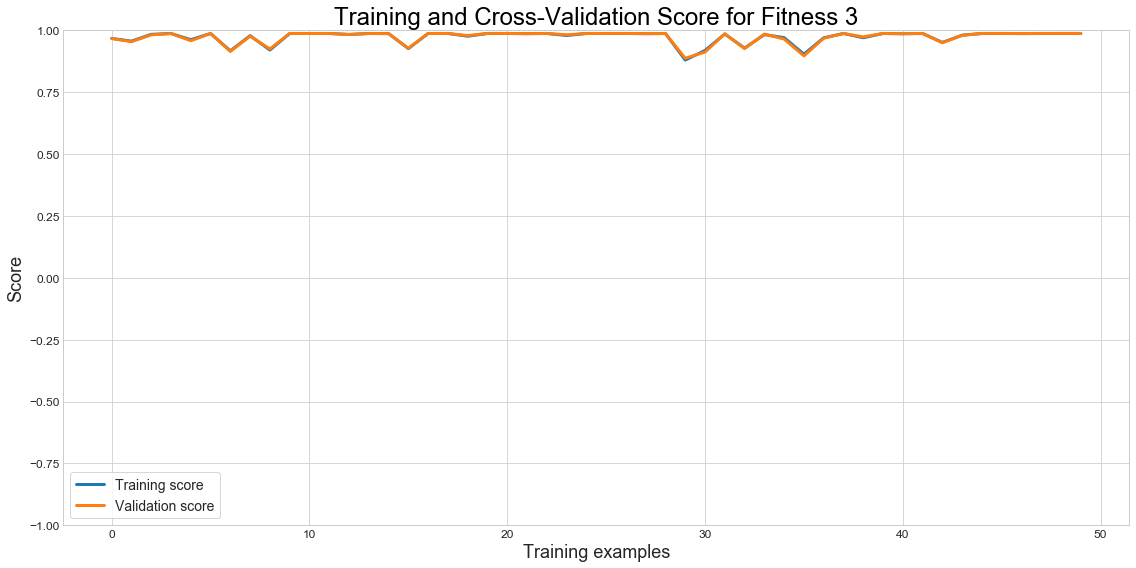 Training and Cross-Validation Score for Fitness 3
1.00
0.75
0.50
0.25
0.00
−0.25
−0.50
−0.75
−1.00
Score
Training score
Validation score
0 10 20 30 40 50
Training examples